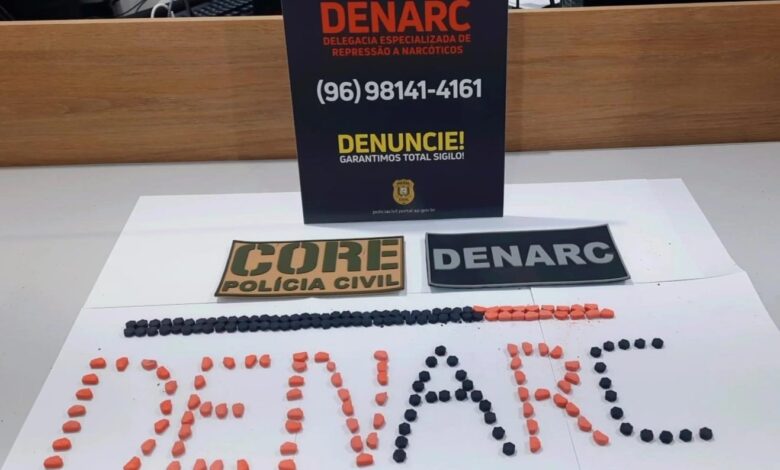 DENARC
DELEGACIA ESPECIALIZADA DE
REPRESSÃO A NARCÓTICOS
(96) 98141-4161
DENUNCIE!
GARANTIMOS TOTAL SIGILO!
CORE
POLÍCIA CIVIL
DENARC
DENARC